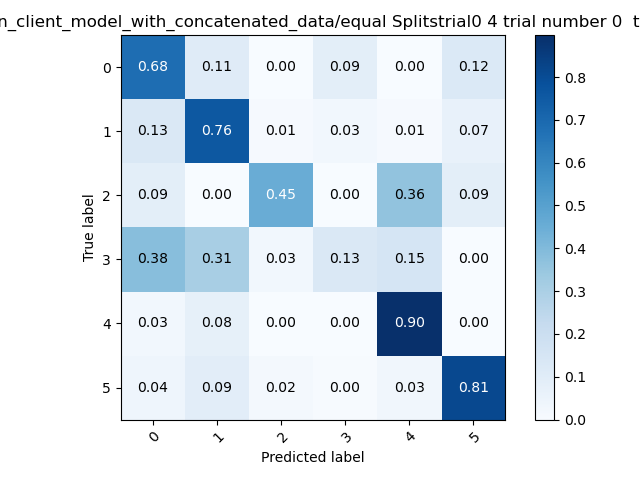 n_client_model_with_concatenated_data/equal Splitstrial0 4 trial number 0 t
0 0.68 0.11 0.00 0.09 0.00 0.12
1 0.13 0.76 0.01 0.03 0.01 0.07
2 0.09 0.00 0.45 0.00 0.36 0.09
3 0.38 0.31 0.03 0.13 0.15 0.00
4 0.03 0.08 0.00 0.00 0.90 0.00
5 0.04 0.09 0.02 0.00 0.03 0.81
0 1 2 3 4 5
True label
Predicted label
0.8
0.7
0.6
0.5
0.4
0.3
0.2
0.1
0.0